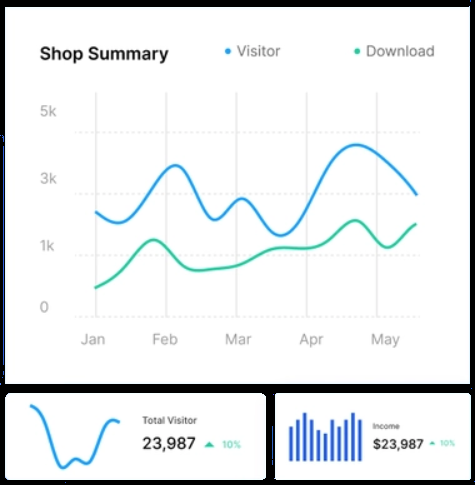 Shop Summary
Visitor
Download
5k
3k
1k
0
Jan Feb Mar Apr May
Total Visitor
23,987 10%
Income
$23,987 10%